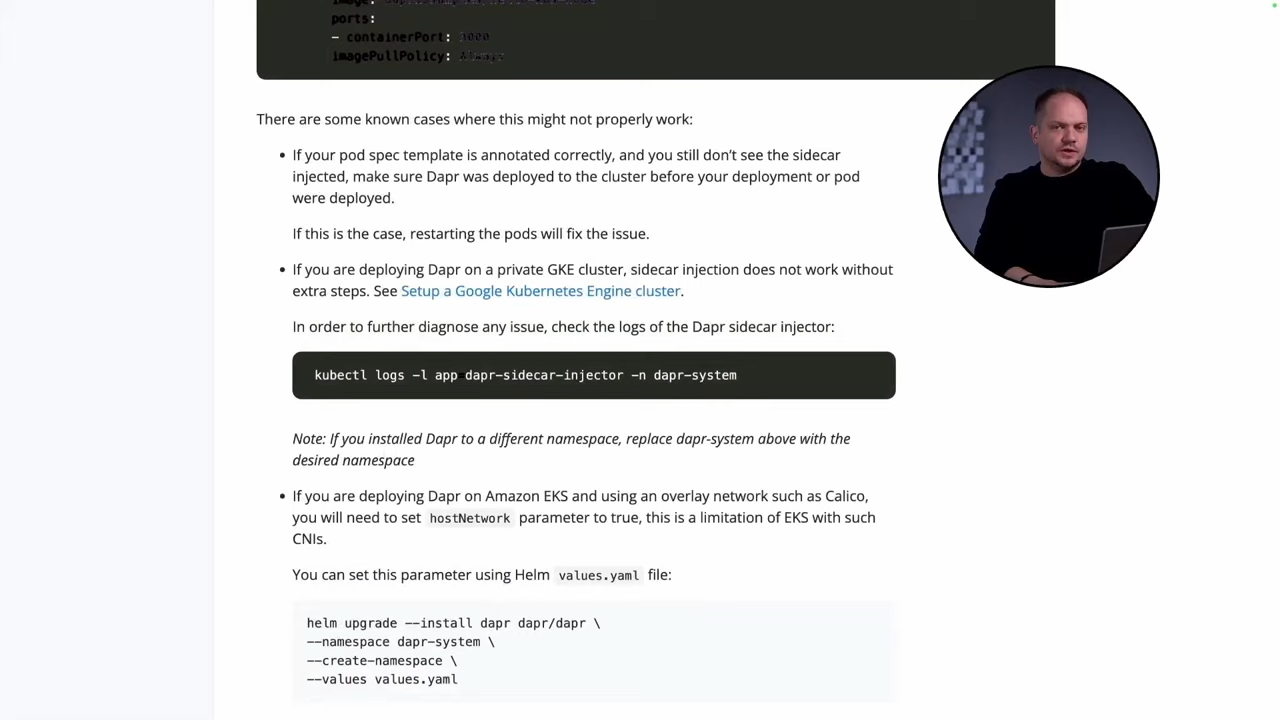 ports:
- containerPort: 3000
imagePullPolicy: Always
There are some known cases where this might not properly work:
• If your pod spec template is annotated correctly, and you still don’t see the sidecar
injected, make sure Dapr was deployed to the cluster before your deployment or pod
were deployed.
If this is the case, restarting the pods will fix the issue.
• If you are deploying Dapr on a private GKE cluster, sidecar injection does not work without
extra steps. See Setup a Google Kubernetes Engine cluster.
In order to further diagnose any issue, check the logs of the Dapr sidecar injector:
kubectl logs -l app=dapr-sidecar-injector -n dapr-system
Note: If you installed Dapr to a different namespace, replace dapr-system above with the
desired namespace
• If you are deploying Dapr on Amazon EKS and using an overlay network such as Calico,
you will need to set hostNetwork parameter to true, this is a limitation of EKS with such
CNIs.
You can set this parameter using Helm values.yaml file:
helm upgrade --install dapr dapr/dapr \
--namespace dapr-system \
--create-namespace \
--values values.yaml